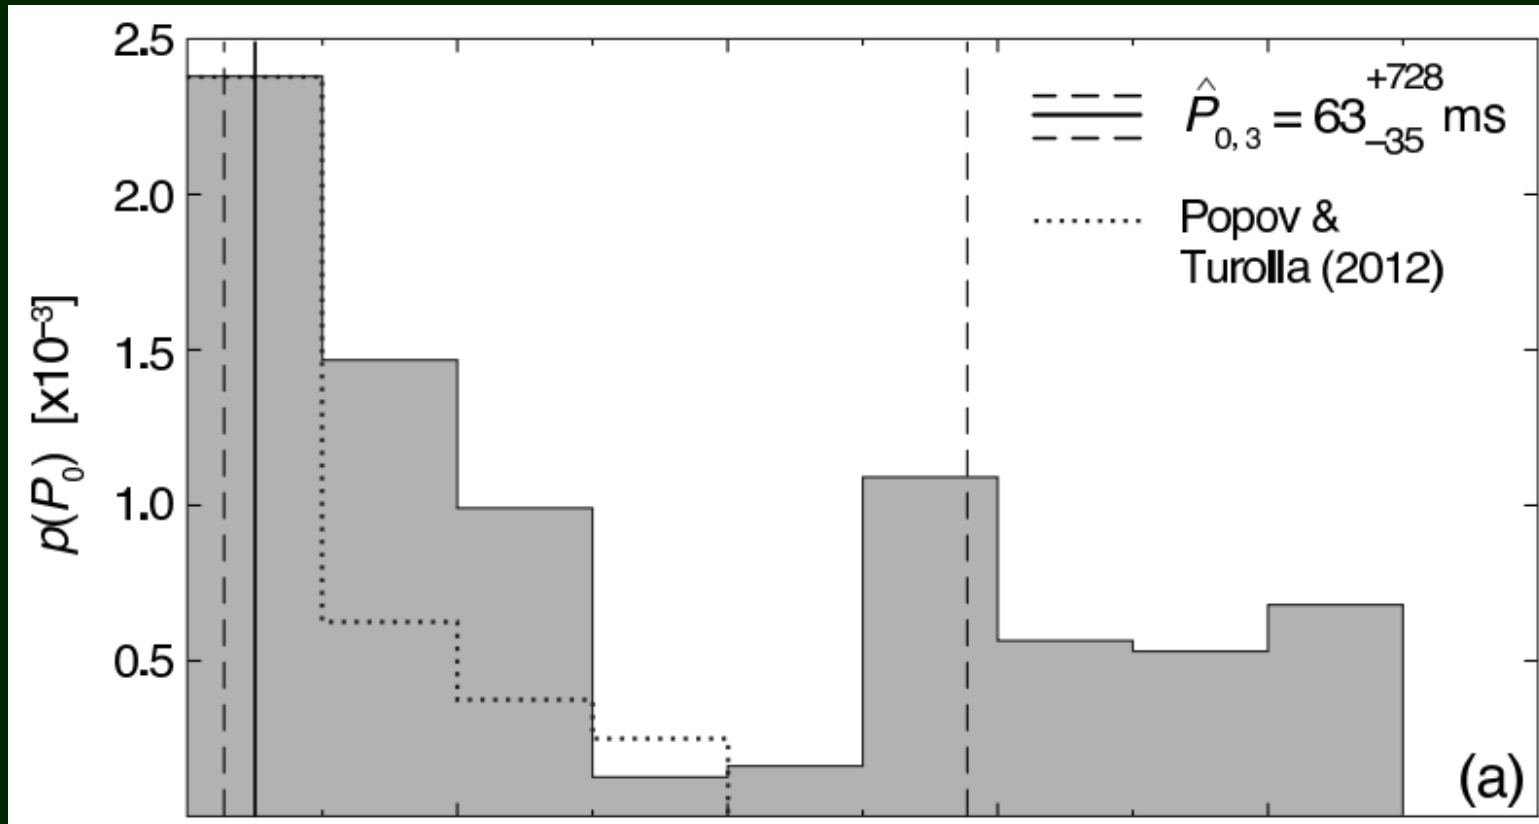 2.5
2.0
1.5
1.0
0.5
p(P₀) [x10⁻³]
P̂₀,₃ = 63⁺⁷²⁸₋₃₅ ms
Popov &
Turolla (2012)
(a)